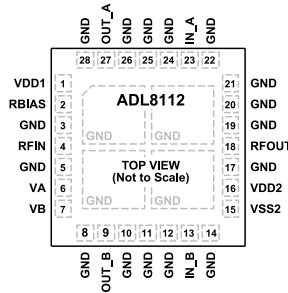 GND
OUT_A
GND
GND
GND
IN_A
GND
28 27 26 25 24 23 22
VDD1 1
RBIAS 2
GND 3
RFIN 4
GND 5
VA 6
VB 7
ADL8112
GND GND
TOP VIEW
(Not to Scale)
GND GND
21 GND
20 GND
19 GND
18 RFOUT
17 GND
16 VDD2
15 VSS2
8 9 10 11 12 13 14
GND
OUT_B
GND
GND
GND
IN_B
GND